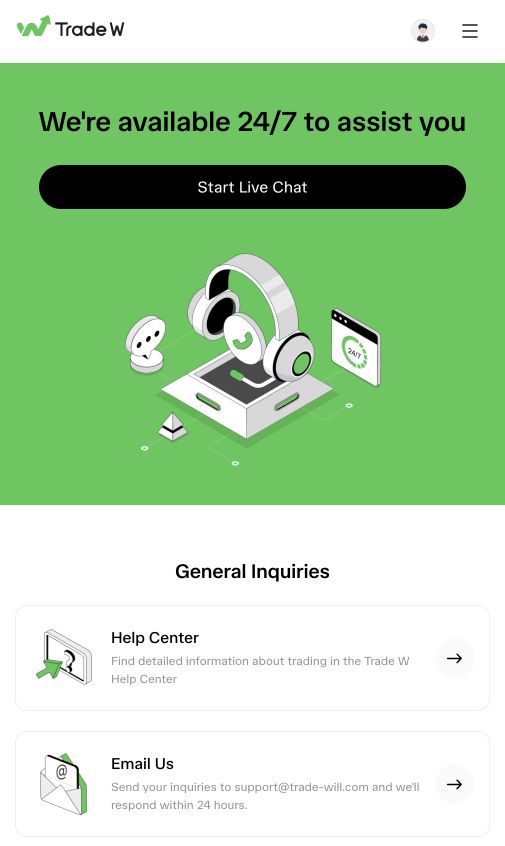 Trade W
We're available 24/7 to assist you
Start Live Chat
24/7
General Inquiries
Help Center
Find detailed information about trading in the Trade W
Help Center
@
Email Us
Send your inquiries to support@trade-will.com and we'll
respond within 24 hours.